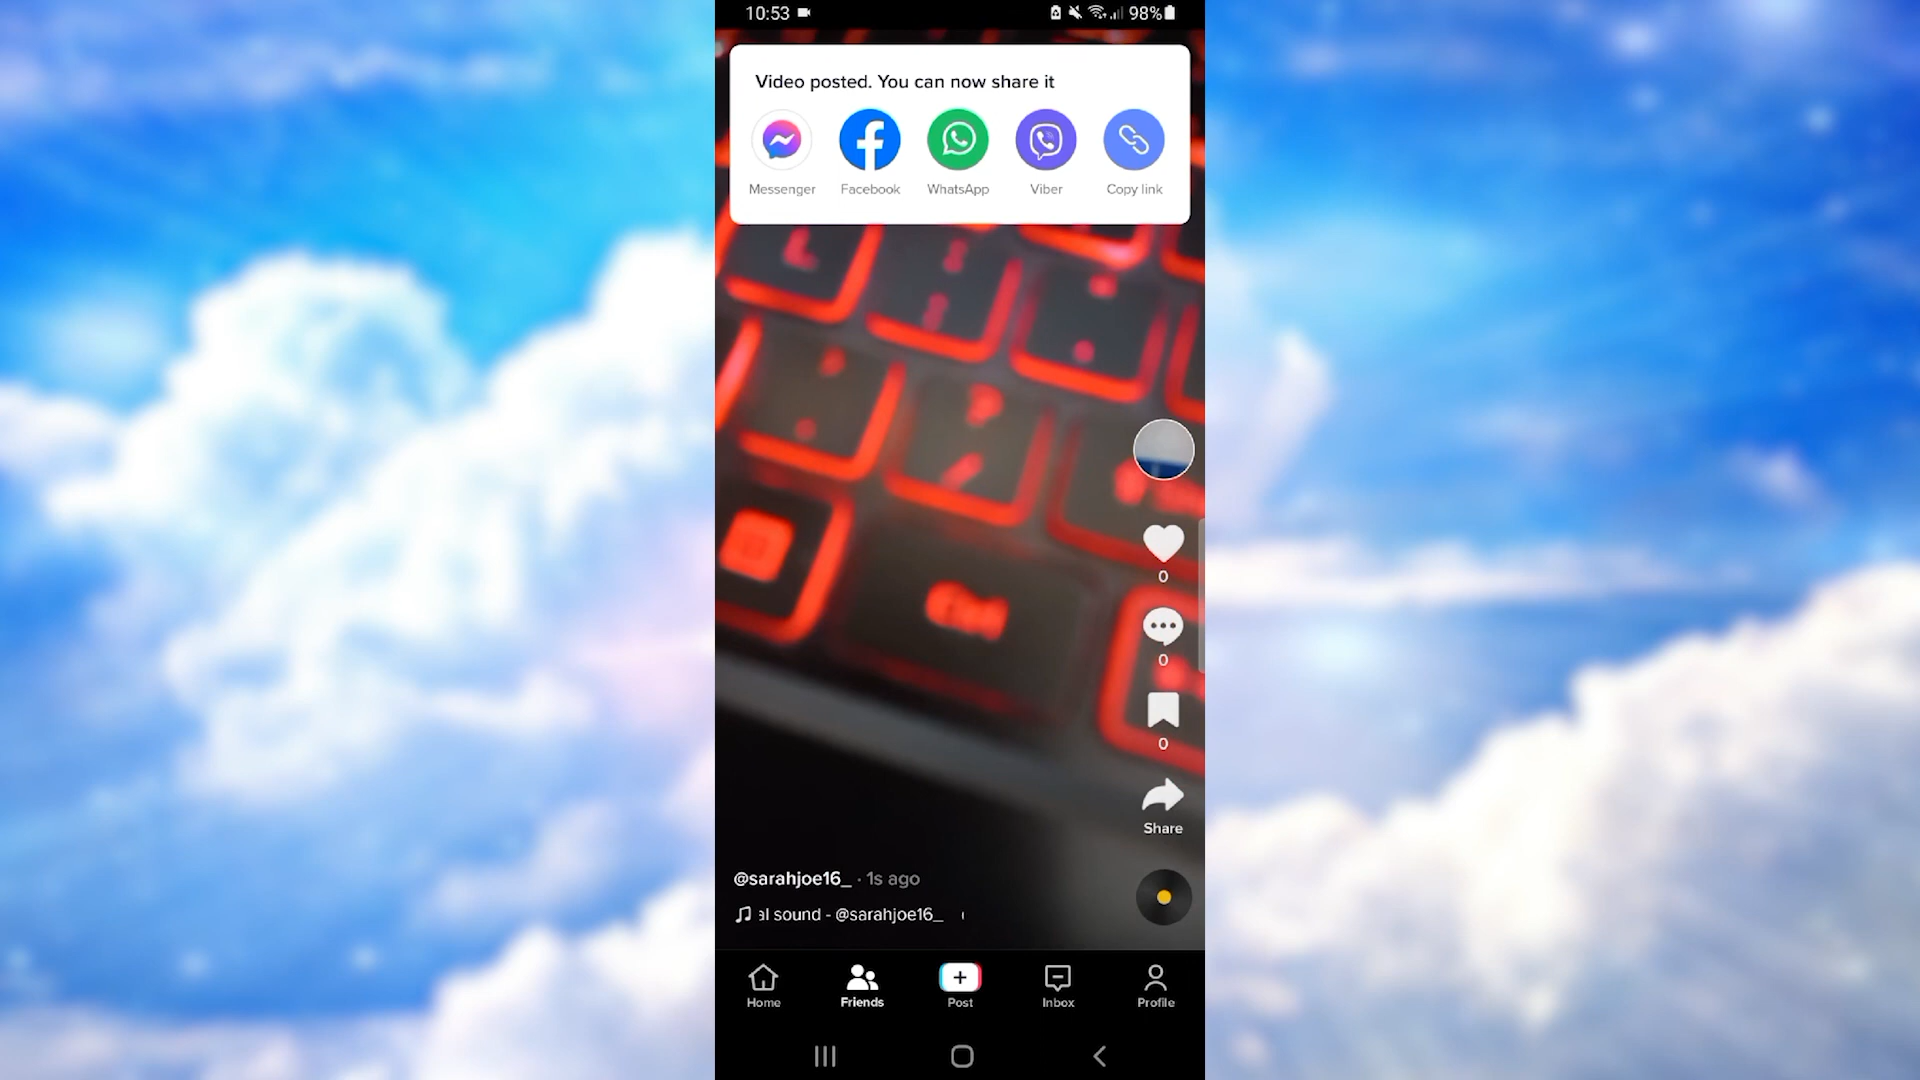 10:53
98%
Video posted. You can now share it
Messenger Facebook WhatsApp Viber Copy link
Ctrl
0
0
0
Share
@sarahjoe16_ · 1s ago
al sound - @sarahjoe16_
Home Friends Post Inbox Profile